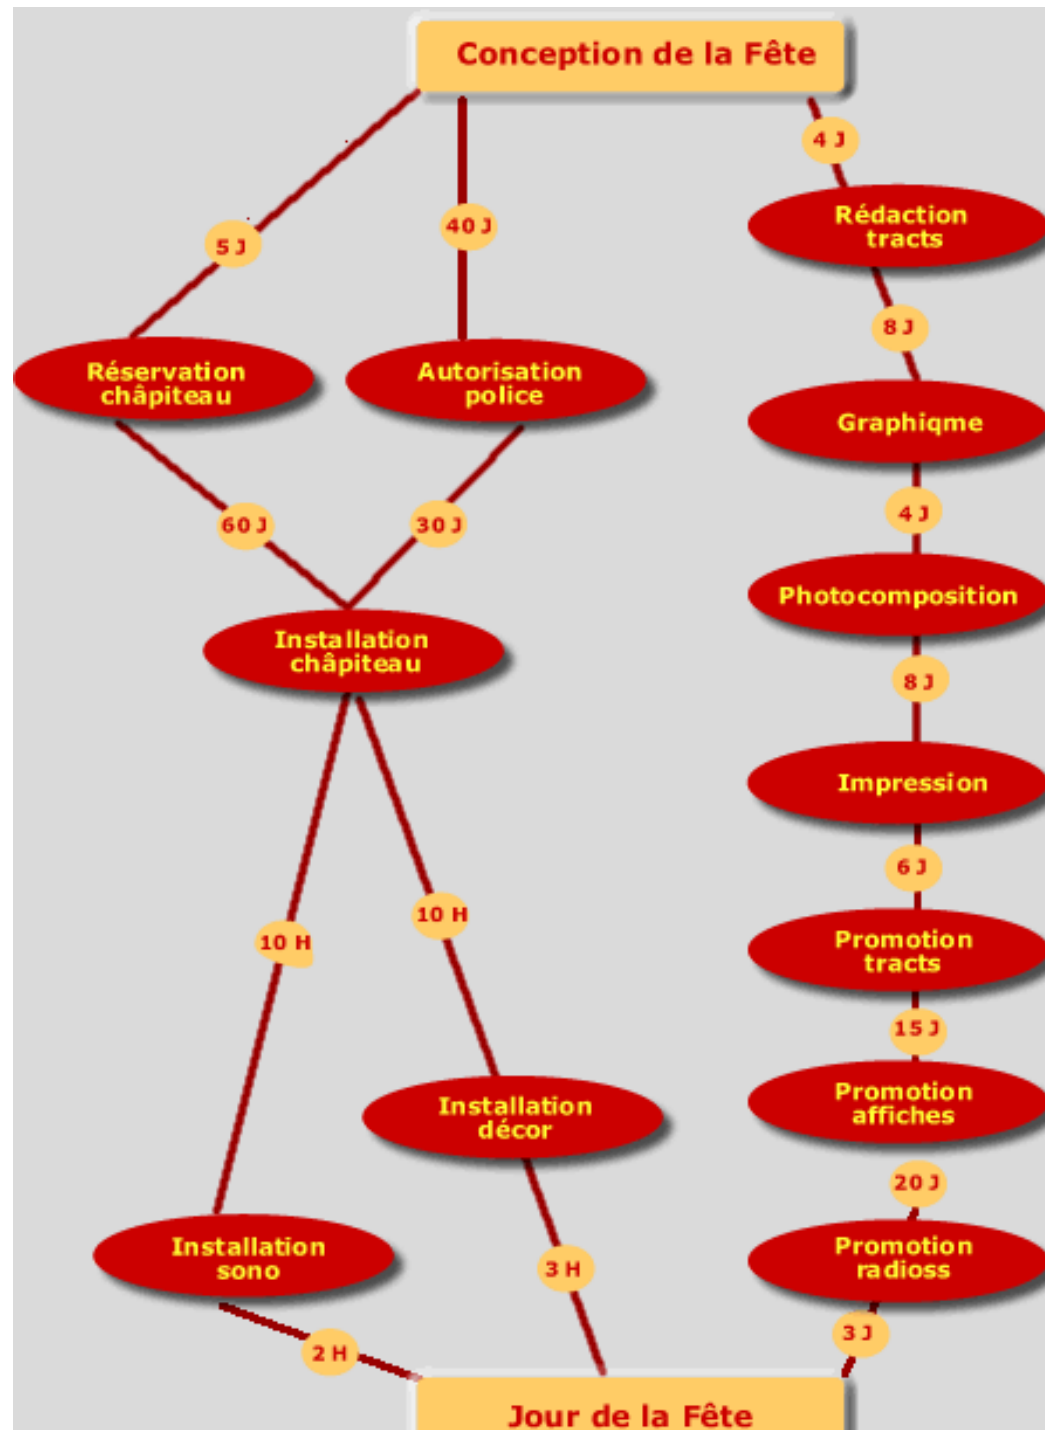 Conception de la Fête
4 J
Rédaction
tracts
5 J
40 J
8 J
Réservation
châpiteau
Autorisation
police
Graphiqme
60 J
30 J
4 J
Photocomposition
Installation
châpiteau
8 J
Impression
6 J
10 H
10 H
Promotion
tracts
15 J
Installation
décor
Promotion
affiches
20 J
Installation
sono
Promotion
radioss
3 H
3 J
2 H
Jour de la Fête